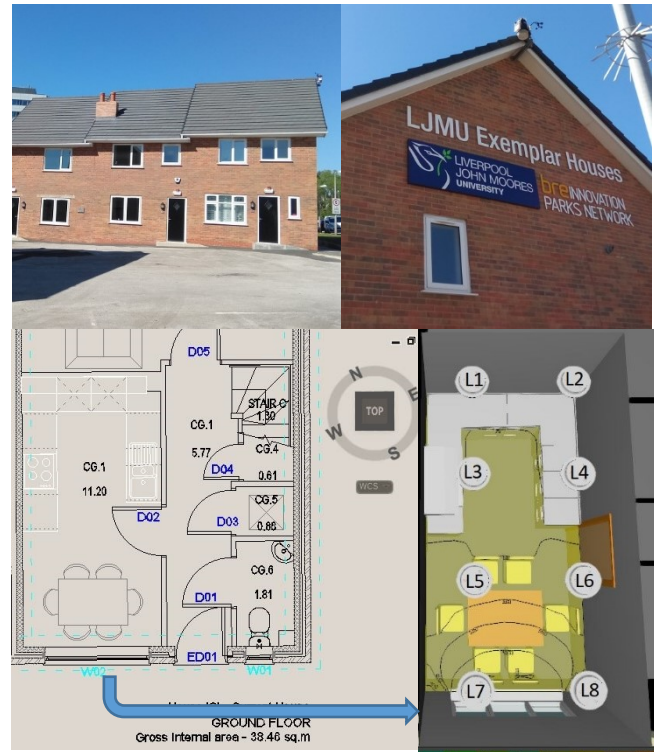 LJMU Exemplar Houses
LIVERPOOL
JOHN MOORES
UNIVERSITY
bre INNOVATION
PARKS NETWORK
D05
STAIR C
1.30
CG.1
5.77
CG.4
D04
0.61
CG.1
11.20
CG.5
D02
D03
CG.6
D01
1.81
ED01
W02
W01
GROUND FLOOR
Gross Internal area - 38.46 sq.m
N
E
W
S
TOP
WCS
L1
L2
L3
L4
L5
L6
L7
L8